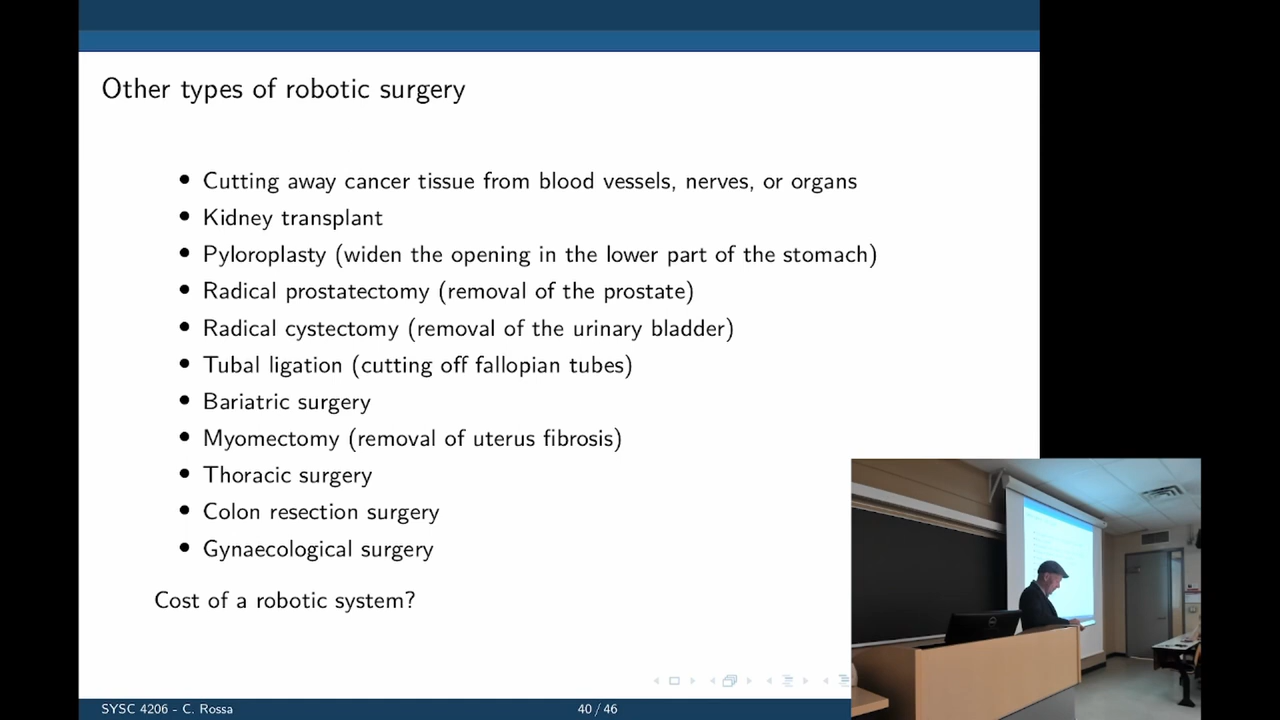 Other types of robotic surgery
• Cutting away cancer tissue from blood vessels, nerves, or organs
• Kidney transplant
• Pyloroplasty (widen the opening in the lower part of the stomach)
• Radical prostatectomy (removal of the prostate)
• Radical cystectomy (removal of the urinary bladder)
• Tubal ligation (cutting off fallopian tubes)
• Bariatric surgery
• Myomectomy (removal of uterus fibrosis)
• Thoracic surgery
• Colon resection surgery
• Gynaecological surgery
Cost of a robotic system?
SYSC 4206 - C. Rossa
40 / 46